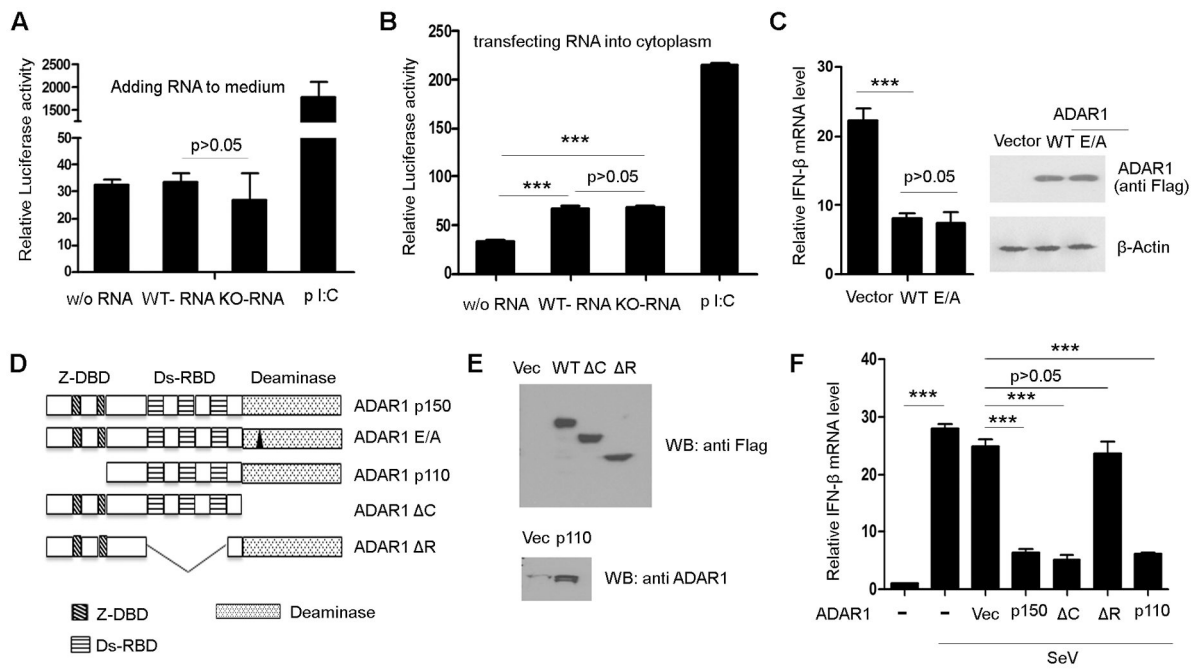 A
Relative Luciferase activity
Adding RNA to medium
2500
2000
1500
1000
50
40
30
20
10
0
p>0.05
w/o RNA WT- RNA KO-RNA p I:C
B
Relative Luciferase activity
transfecting RNA into cytoplasm
250
200
150
100
50
0
***
***
p>0.05
w/o RNA WT- RNA KO-RNA p I:C
C
Relative IFN-β mRNA level
30
20
10
0
***
p>0.05
Vector WT E/A
ADAR1
Vector WT E/A
ADAR1
(anti Flag)
β-Actin
D
Z-DBD Ds-RBD Deaminase
ADAR1 p150
ADAR1 E/A
ADAR1 p110
ADAR1 ΔC
ADAR1 ΔR
Z-DBD
Deaminase
Ds-RBD
E
Vec WT ΔC ΔR
WB: anti Flag
Vec p110
WB: anti ADAR1
F
Relative IFN-β mRNA level
40
30
20
10
0
***
***
p>0.05
***
***
ADAR1 – – Vec p150 ΔC ΔR p110
SeV